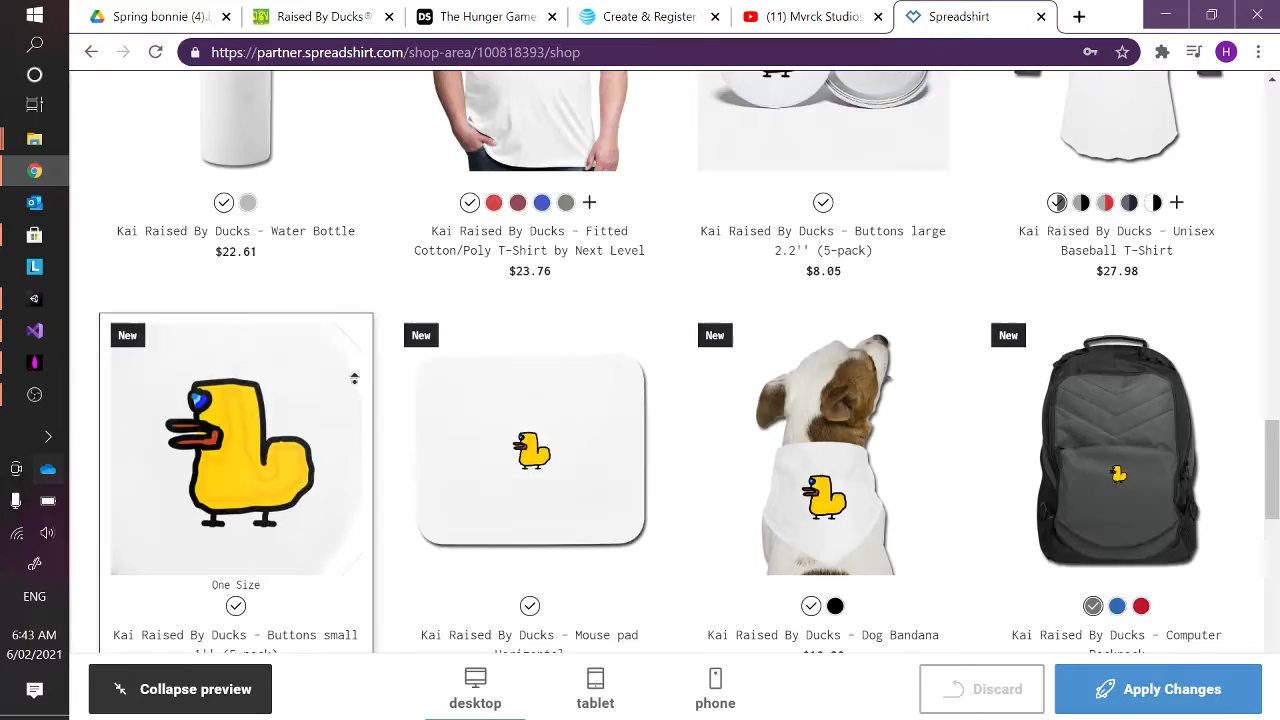 Spring Bonnie (4).b
Raised By Ducks®
The Hunger Game
Create & Register
(11) Mvrck Studios
Spreadshirt
https://partner.spreadshirt.com/shop-area/100818393/shop
H
Kai Raised By Ducks - Water Bottle
$22.61
Kai Raised By Ducks - Fitted
Cotton/Poly T-Shirt by Next Level
$23.76
Kai Raised By Ducks - Buttons large
2.2'' (5-pack)
$8.05
Kai Raised By Ducks - Unisex
Baseball T-Shirt
$27.98
New
New
New
New
One Size
Kai Raised By Ducks - Buttons small
1'' (5-pack)
Kai Raised By Ducks - Mouse pad
Horizontal
Kai Raised By Ducks - Dog Bandana
Kai Raised By Ducks - Computer
Backpack
ENG
6:43 AM
6/02/2021
Collapse preview
desktop
tablet
phone
Discard
Apply Changes